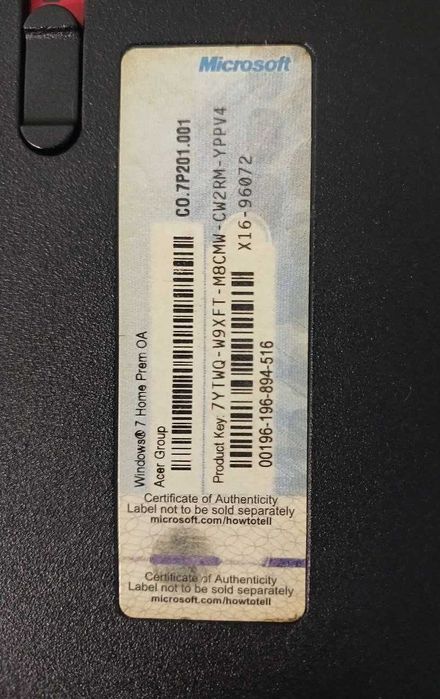 Microsoft
Windows® 7 Home Prem OA
Acer Group
CO.7P201.001
Product Key: 7YTWQ-W9XFT-M8CMW-CW2RM-YPPV4
X16-96072
00196-196-894-516
Certificate of Authenticity
Label not to be sold separately
microsoft.com/howtotell
Certificate of Authenticity
Label not to be sold separately
microsoft.com/howtotell